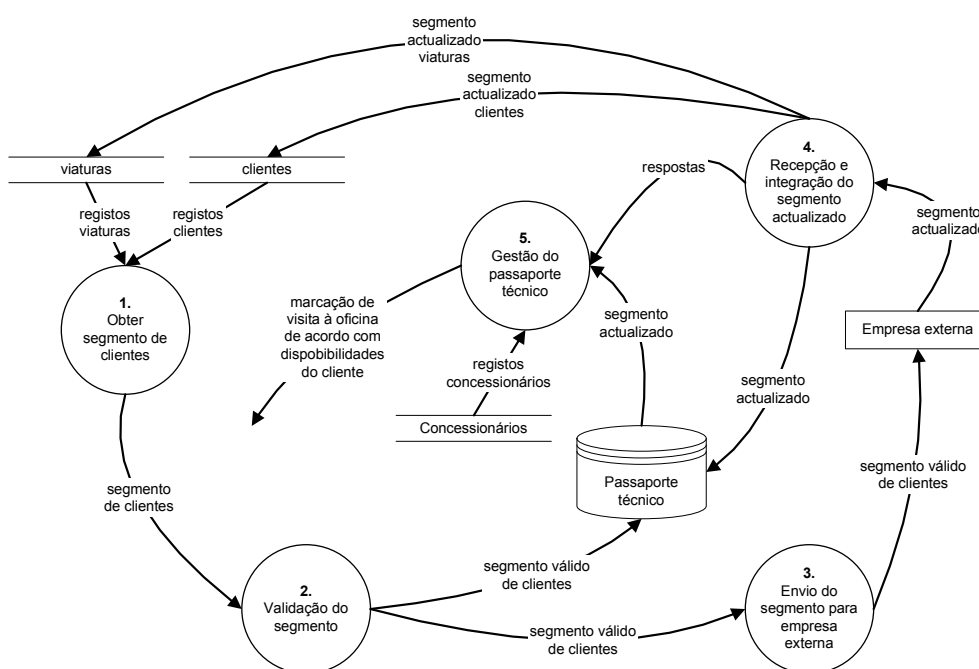 segmento
actualizado
viaturas
segmento
actualizado
clientes
viaturas
clientes
respostas
4.
Recepção e
integração do
segmento
actualizado
registos
viaturas
registos
clientes
segmento
actualizado
5.
Gestão do
passaporte
técnico
1.
Obter
segmento de
clientes
marcação de
visita à oficina
de acordo com
dispobibilidades
do cliente
segmento
actualizado
Empresa externa
registos
concessionários
segmento
actualizado
Concessionários
Passaporte
técnico
segmento válido
de clientes
segmento
de clientes
segmento válido
de clientes
2.
Validação do
segmento
3.
Envio do
segmento para
empresa
externa
segmento válido
de clientes